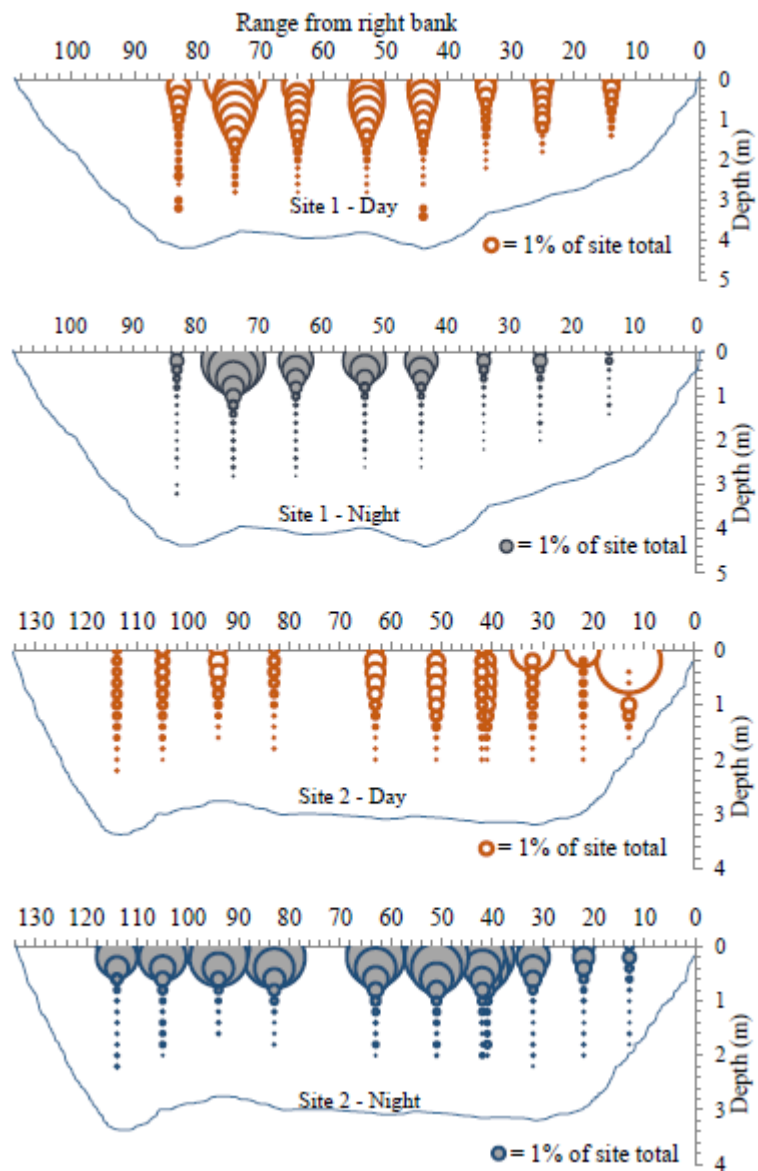 Range from right bank
100 90 80 70 60 50 40 30 20 10 0
0
1
2
3
4
5
Depth (m)
Site 1 - Day
= 1% of site total
100 90 80 70 60 50 40 30 20 10 0
0
1
2
3
4
5
Depth (m)
Site 1 - Night
= 1% of site total
130 120 110 100 90 80 70 60 50 40 30 20 10 0
0
1
2
3
4
Depth (m)
Site 2 - Day
= 1% of site total
130 120 110 100 90 80 70 60 50 40 30 20 10 0
0
1
2
3
4
Depth (m)
Site 2 - Night
= 1% of site total